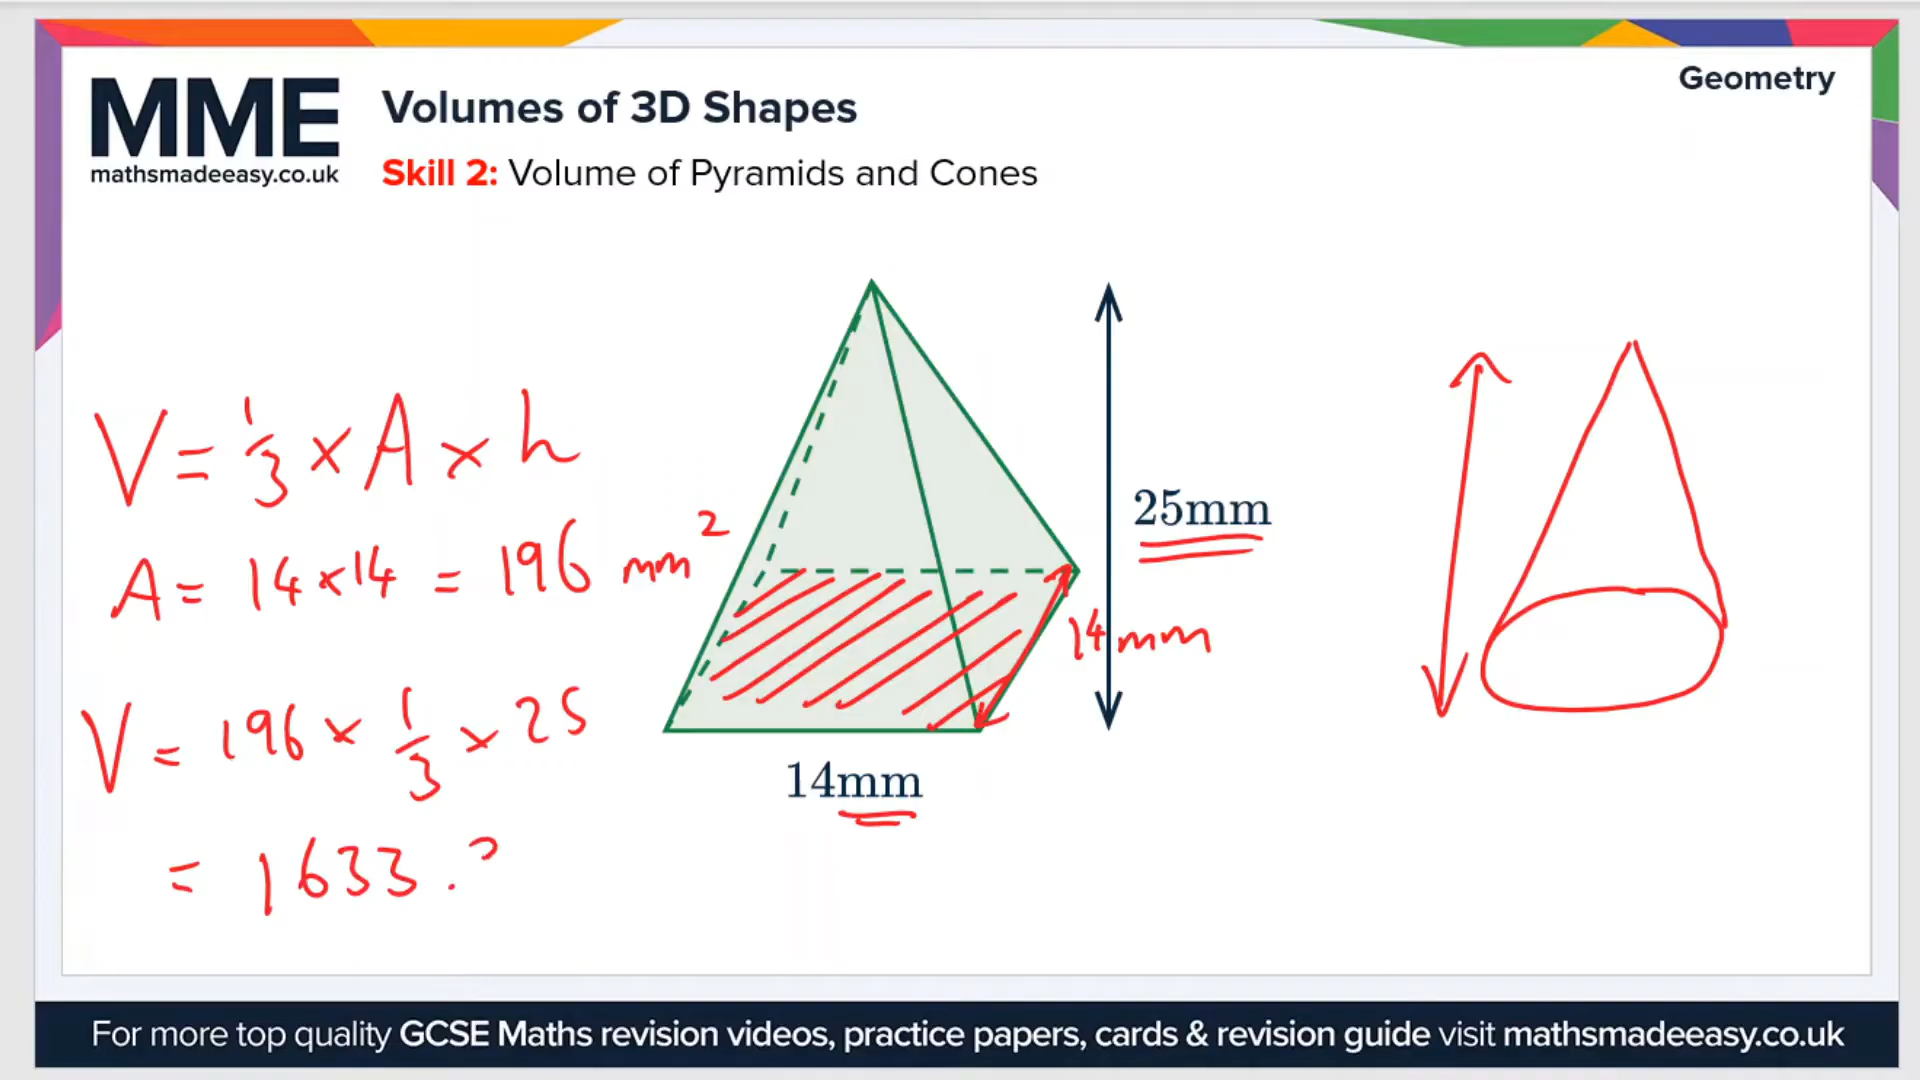 MME
mathsmadeeasy.co.uk
Volumes of 3D Shapes
Skill 2: Volume of Pyramids and Cones
Geometry
V = 1/3 × A × h
A = 14 × 14 = 196 mm²
V = 196 × 1/3 × 25
= 1633.
25mm
14mm
14mm
For more top quality GCSE Maths revision videos, practice papers, cards & revision guide visit mathsmadeeasy.co.uk